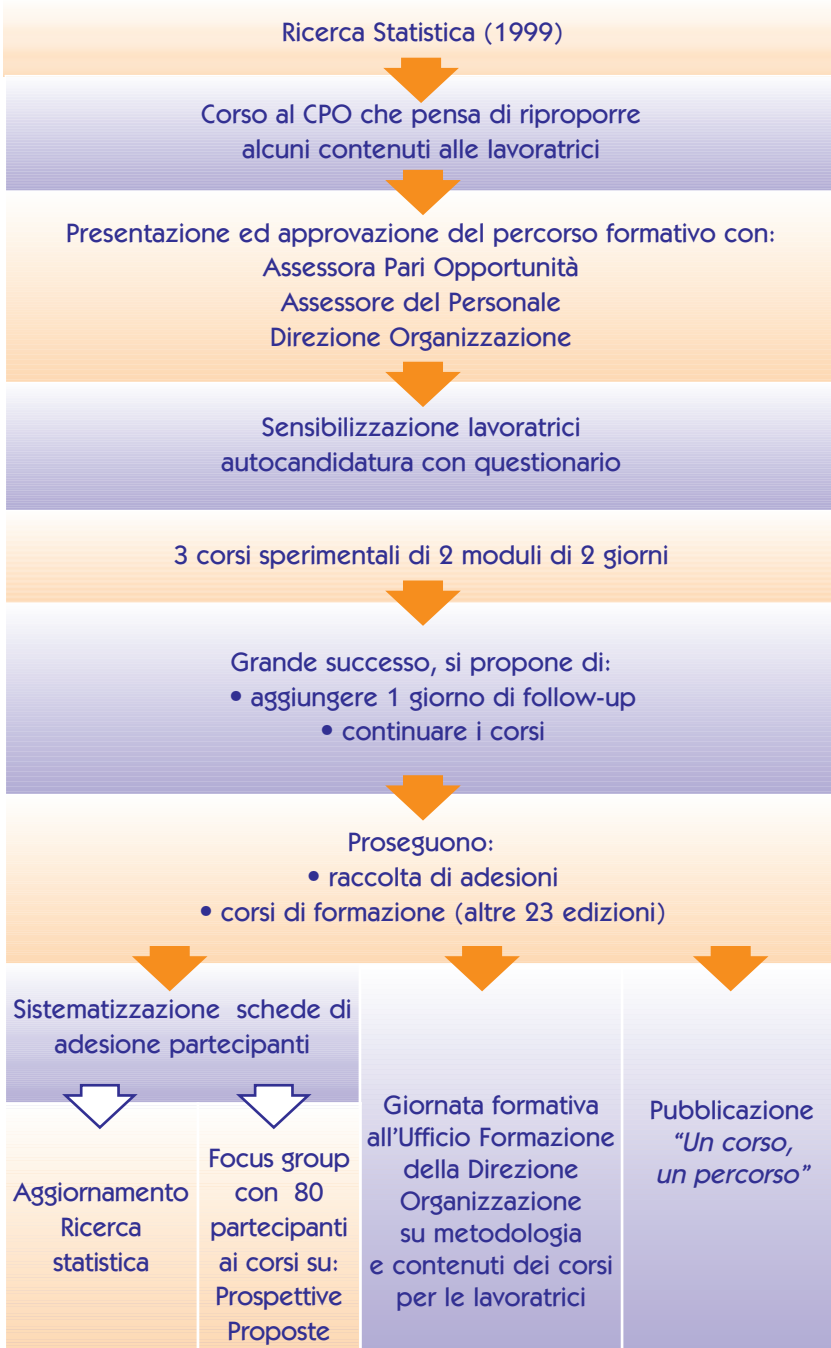 Ricerca Statistica (1999)
Corso al CPO che pensa di riproporre
alcuni contenuti alle lavoratrici
Presentazione ed approvazione del percorso formativo con:
Assessora Pari Opportunità
Assessore del Personale
Direzione Organizzazione
Sensibilizzazione lavoratrici
autocandidatura con questionario
3 corsi sperimentali di 2 moduli di 2 giorni
Grande successo, si propone di:
• aggiungere 1 giorno di follow-up
• continuare i corsi
Proseguono:
• raccolta di adesioni
• corsi di formazione (altre 23 edizioni)
Sistematizzazione schede di
adesione partecipanti
Aggiornamento
Ricerca
statistica
Focus group
con 80
partecipanti
ai corsi su:
Prospettive
Proposte
Giornata formativa
all'Ufficio Formazione
della Direzione
Organizzazione
su metodologia
e contenuti dei corsi
per le lavoratrici
Pubblicazione
"Un corso,
un percorso"